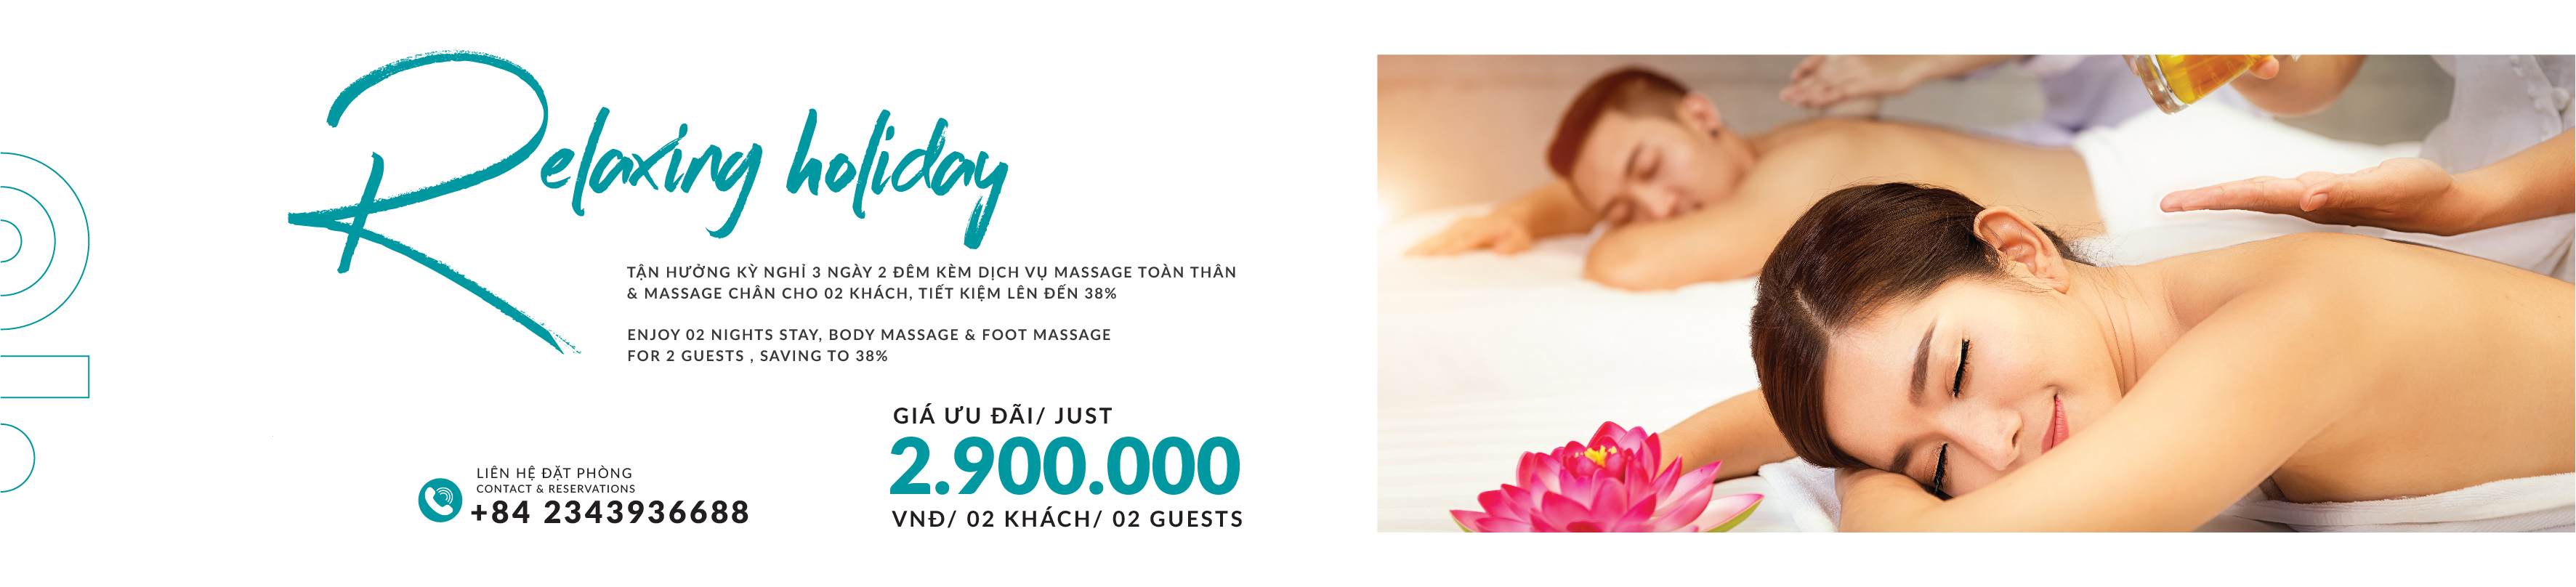 Relaxing holiday
TẬN HƯỞNG KỲ NGHỈ 3 NGÀY 2 ĐÊM KÈM DỊCH VỤ MASSAGE TOÀN THÂN
& MASSAGE CHÂN CHO 02 KHÁCH, TIẾT KIỆM LÊN ĐẾN 38%
ENJOY 02 NIGHTS STAY, BODY MASSAGE & FOOT MASSAGE
FOR 2 GUESTS , SAVING TO 38%
GIÁ ƯU ĐÃI/ JUST
2.900.000
VNĐ/ 02 KHÁCH/ 02 GUESTS
LIÊN HỆ ĐẶT PHÒNG
CONTACT & RESERVATIONS
+84 2343936688